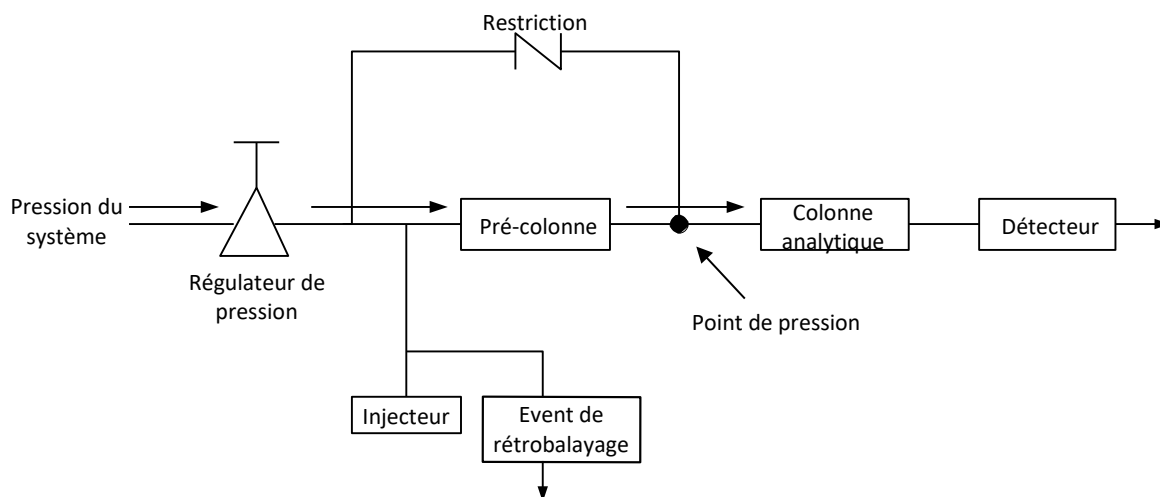 Restriction
Pression du
système
Régulateur de
pression
Pré-colonne
Colonne
analytique
Détecteur
Point de pression
Injecteur
Event de
rétrobalayage